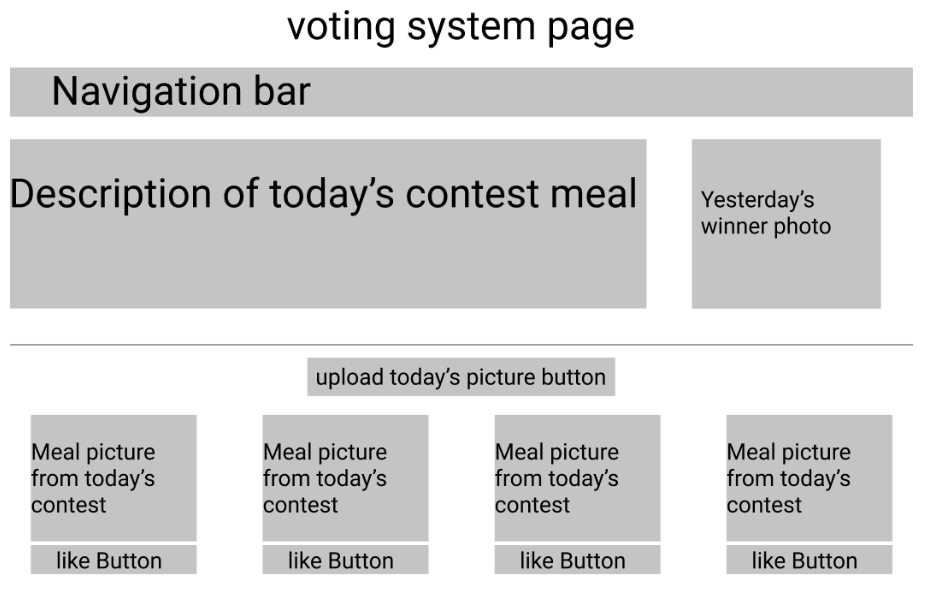 voting system page
Navigation bar
Description of today's contest meal
Yesterday's
winner photo
upload today's picture button
Meal picture
from today's
contest
Meal picture
from today's
contest
Meal picture
from today's
contest
Meal picture
from today's
contest
like Button
like Button
like Button
like Button